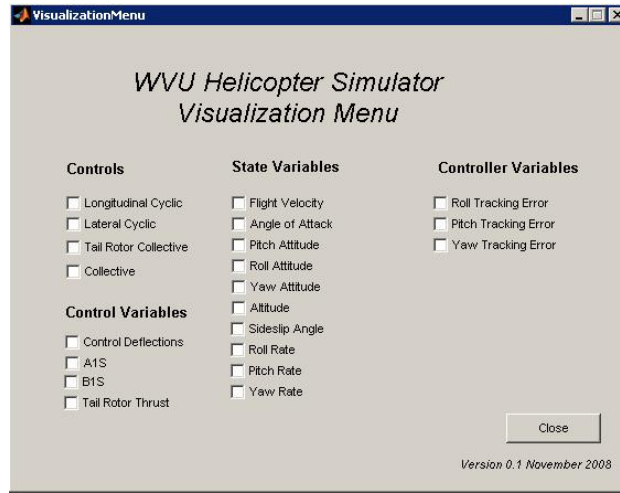 VisualizationMenu
WVU Helicopter Simulator
Visualization Menu
Controls
Longitudinal Cyclic
Lateral Cyclic
Tail Rotor Collective
Collective
Control Variables
Control Deflections
A1S
B1S
Tail Rotor Thrust
State Variables
Flight Velocity
Angle of Attack
Pitch Attitude
Roll Attitude
Yaw Attitude
Altitude
Sideslip Angle
Roll Rate
Pitch Rate
Yaw Rate
Controller Variables
Roll Tracking Error
Pitch Tracking Error
Yaw Tracking Error
Close
Version 0.1 November 2008